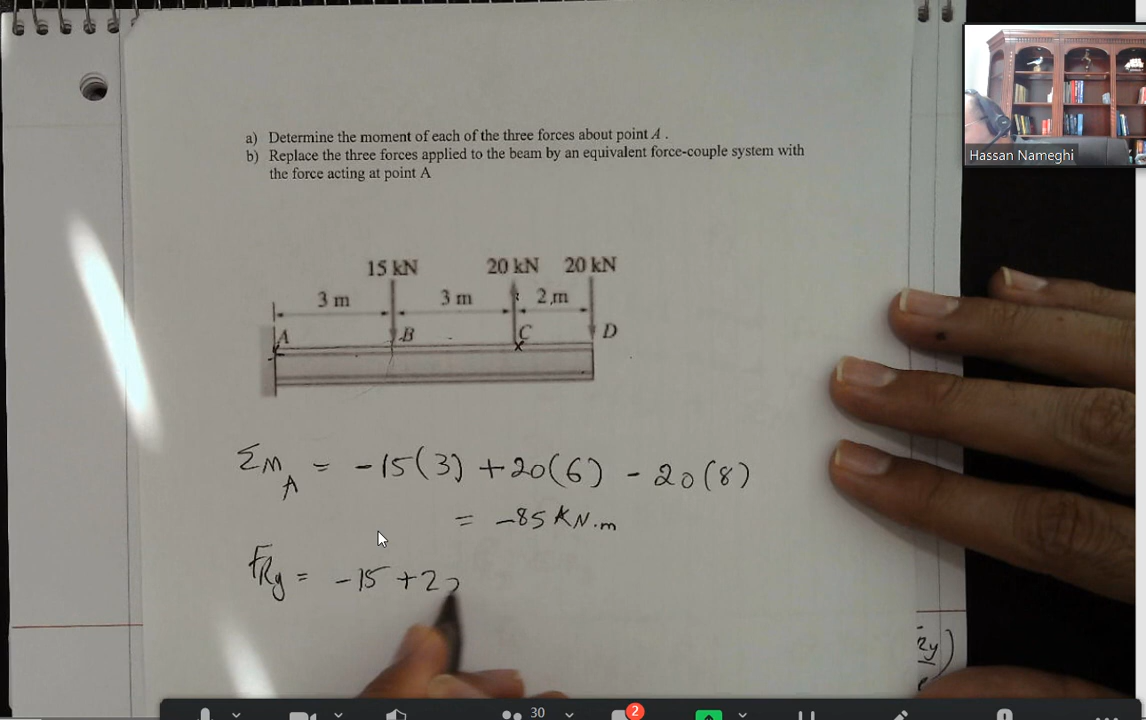 Hassan Nameghi
a) Determine the moment of each of the three forces about point A .
b) Replace the three forces applied to the beam by an equivalent force-couple system with
the force acting at point A
15 kN 20 kN 20 kN
3 m 3 m 2 m
A B C D
ΣM_A = -15(3) +20(6) - 20(8)
= -85 KN.m
F_Ry = -15 +2
30
2